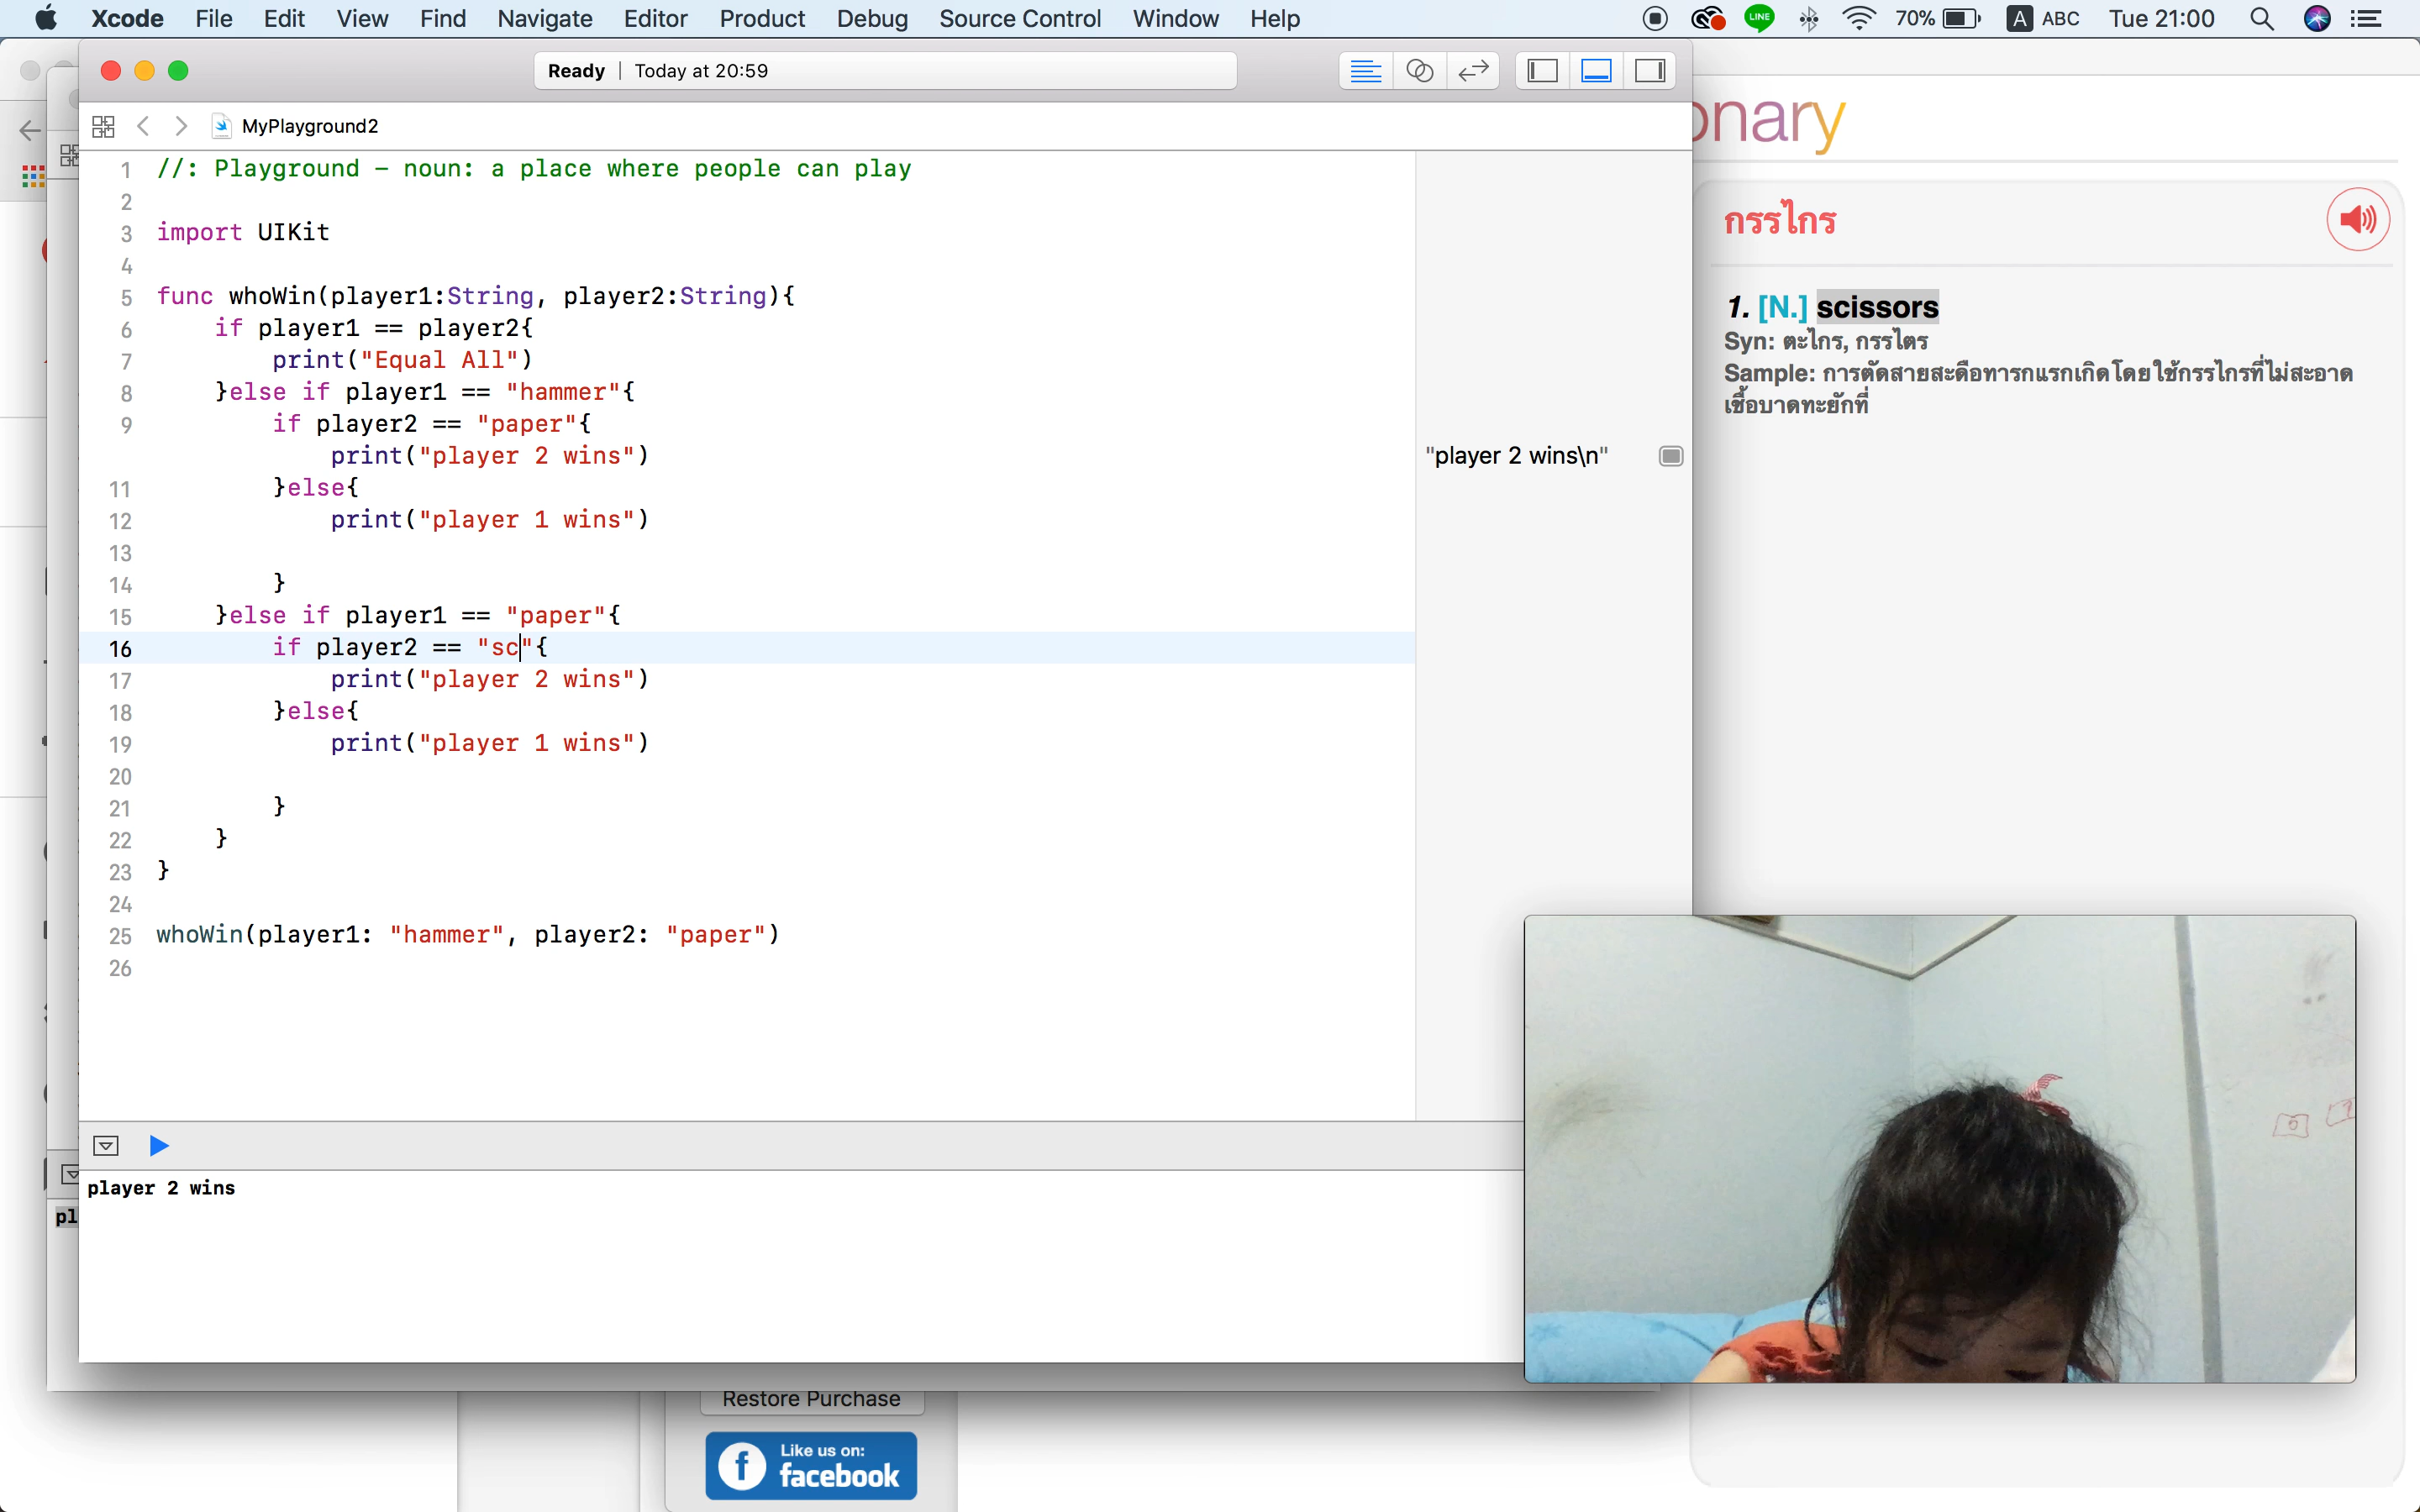 Xcode File Edit View Find Navigate Editor Product Debug Source Control Window Help LINE 70% A ABC Tue 21:00
Ready | Today at 20:59
MyPlayground2
1 //: Playground – noun: a place where people can play
2
3 import UIKit
4
5 func whoWin(player1:String, player2:String){
6 if player1 == player2{
7 print("Equal All")
8 }else if player1 == "hammer"{
9 if player2 == "paper"{
print("player 2 wins")
"player 2 wins\n"
11 }else{
12 print("player 1 wins")
13
14 }
15 }else if player1 == "paper"{
16 if player2 == "sc"{
17 print("player 2 wins")
18 }else{
19 print("player 1 wins")
20
21 }
22 }
23 }
24
25 whoWin(player1: "hammer", player2: "paper")
26
player 2 wins
pl
onary
กรรไกร
1. [N.] scissors
Syn: ตะไกร, กรรไตร
Sample: การตัดสายสะดือทารกแรกเกิดโดยใช้กรรไกรที่ไม่สะอาด
เชื้อบาดทะยักที่
Restore Purchase
Like us on:
facebook